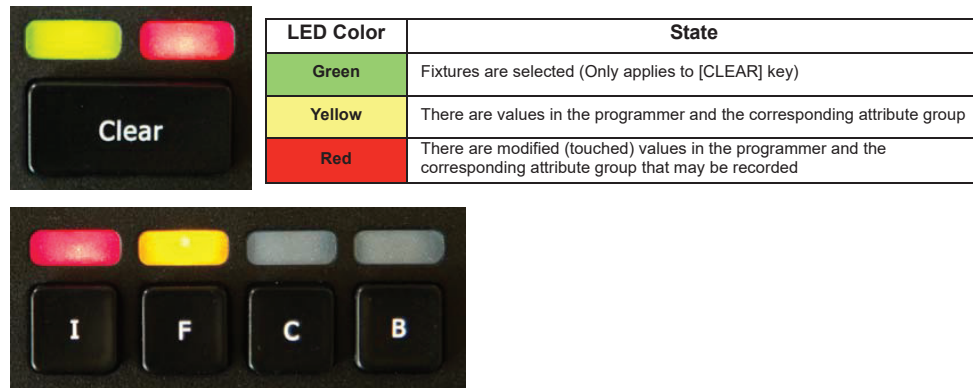 Clear
LED Color State
Green Fixtures are selected (Only applies to [CLEAR] key)
Yellow There are values in the programmer and the corresponding attribute group
Red There are modified (touched) values in the programmer and the
corresponding attribute group that may be recorded
I F C B